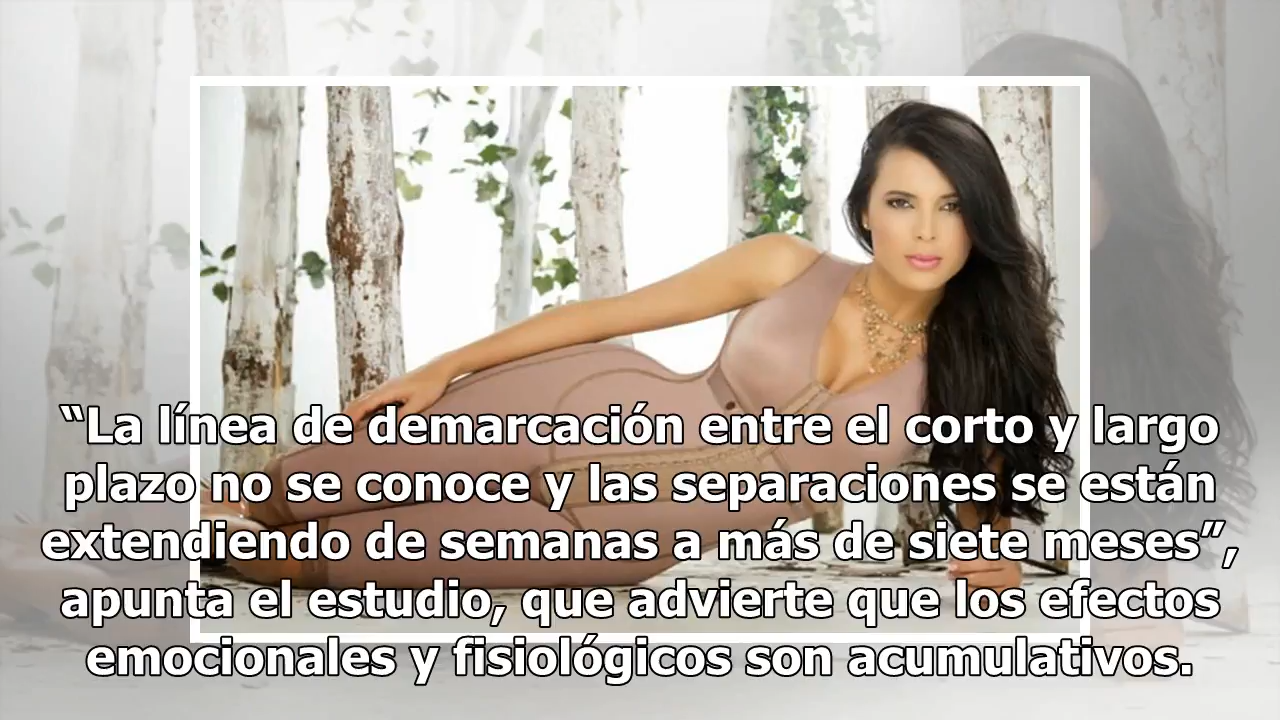 “La línea de demarcación entre el corto y largo
plazo no se conoce y las separaciones se están
extendiendo de semanas a más de siete meses”,
apunta el estudio, que advierte que los efectos
emocionales y fisiológicos son acumulativos.